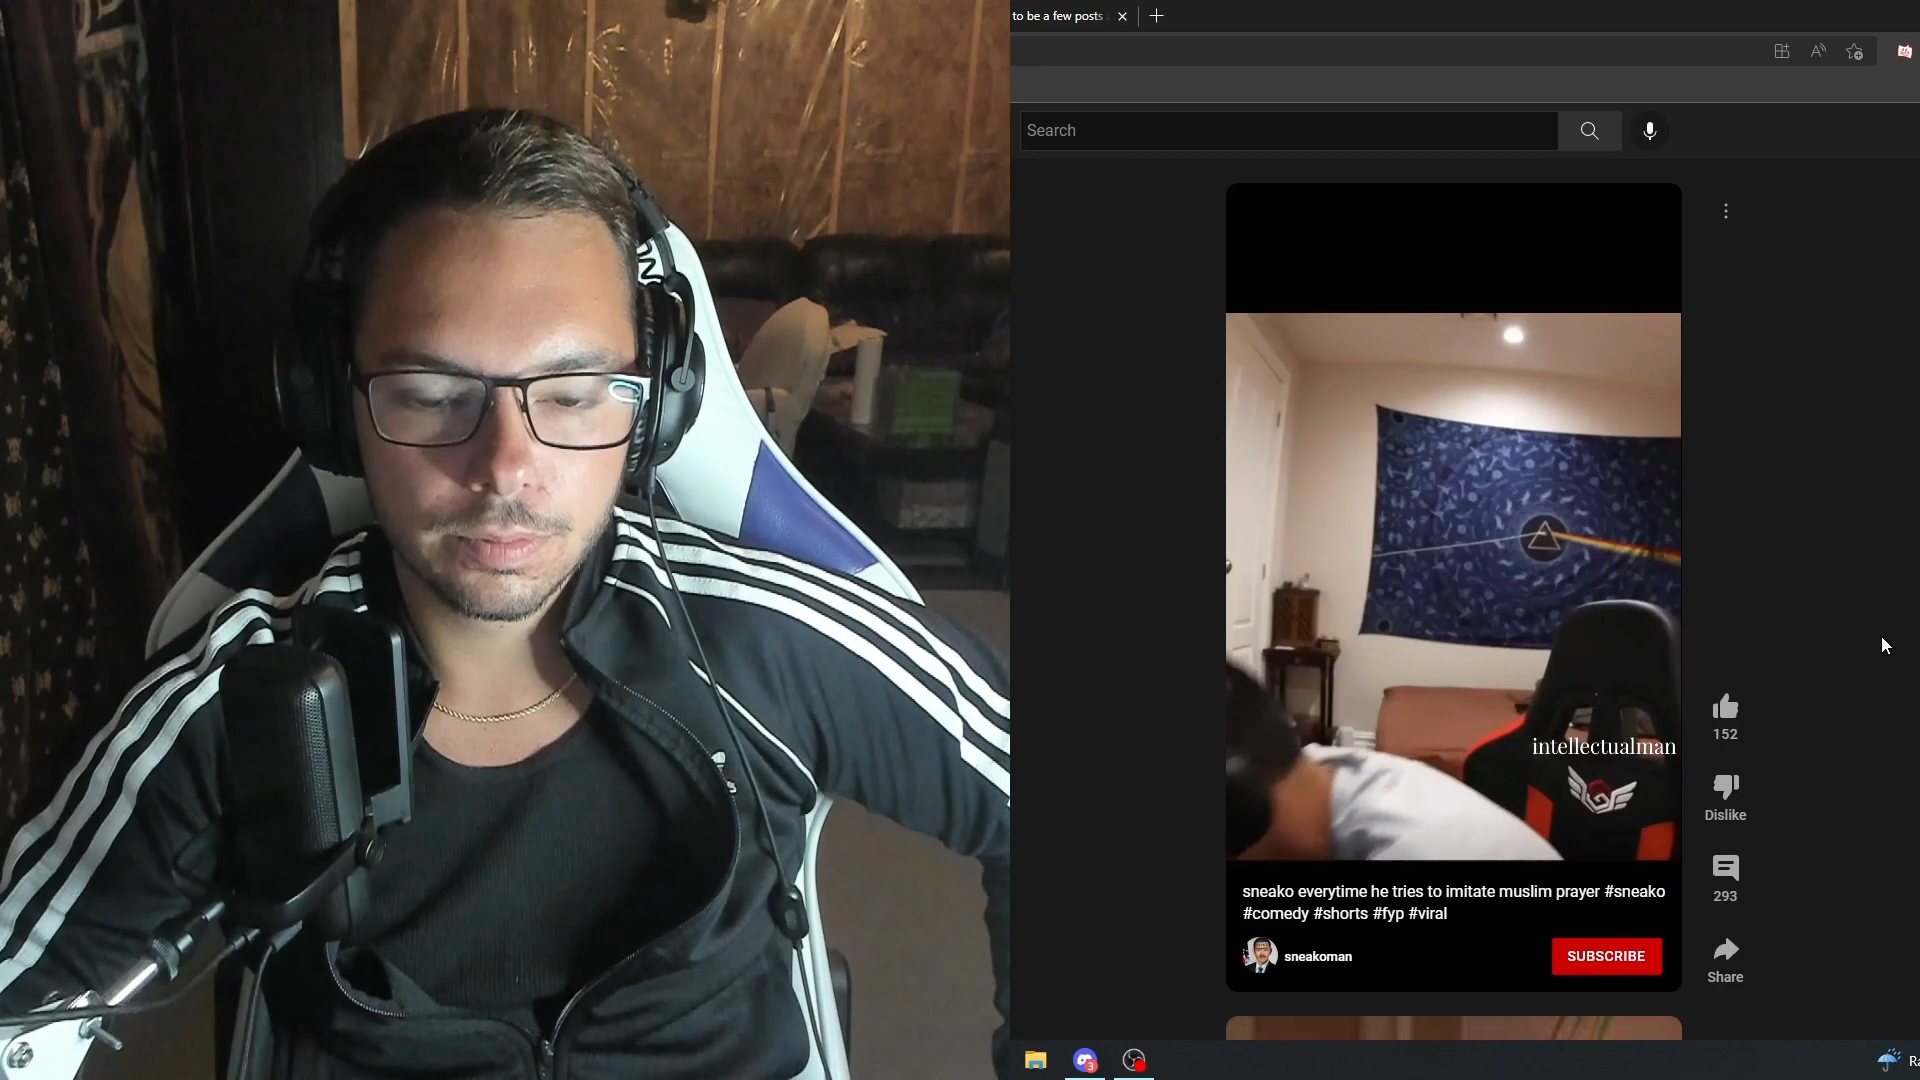 to be a few posts
Search
152
Dislike
293
Share
intellectualman
sneako everytime he tries to imitate muslim prayer #sneako
#comedy #shorts #fyp #viral
sneakoman
SUBSCRIBE
3